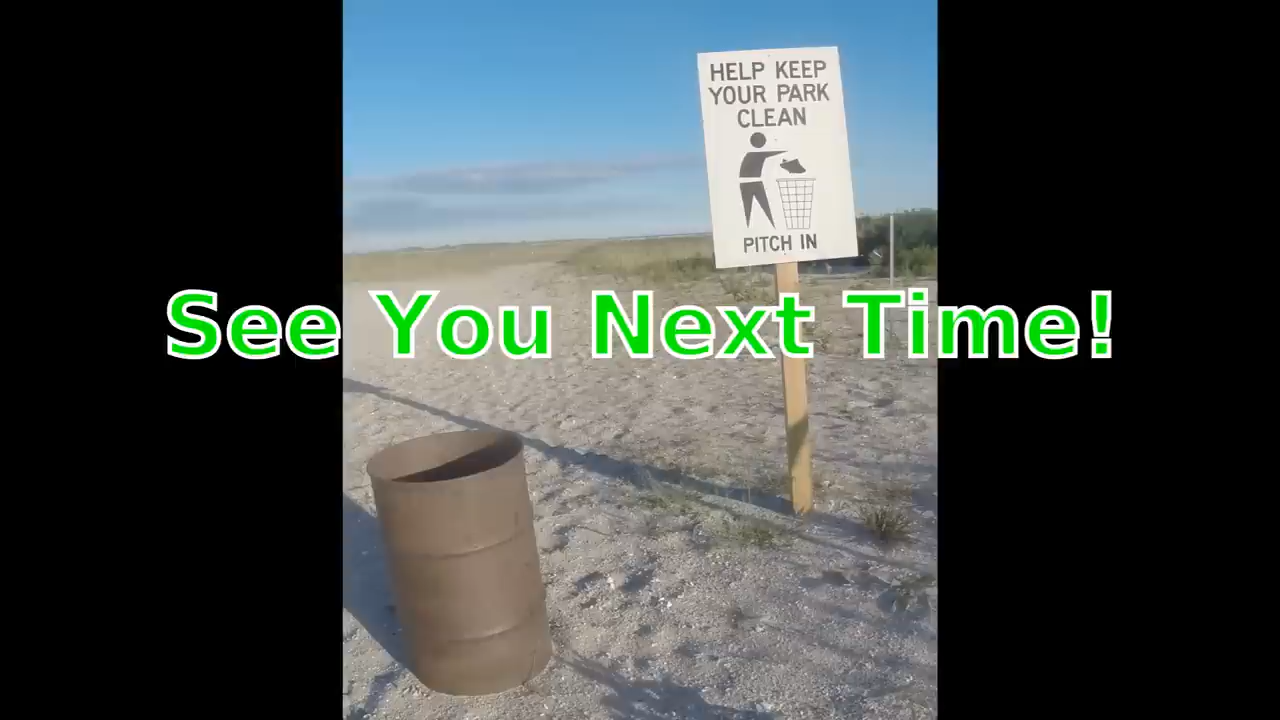 HELP KEEP
YOUR PARK
CLEAN
PITCH IN
See You Next Time!